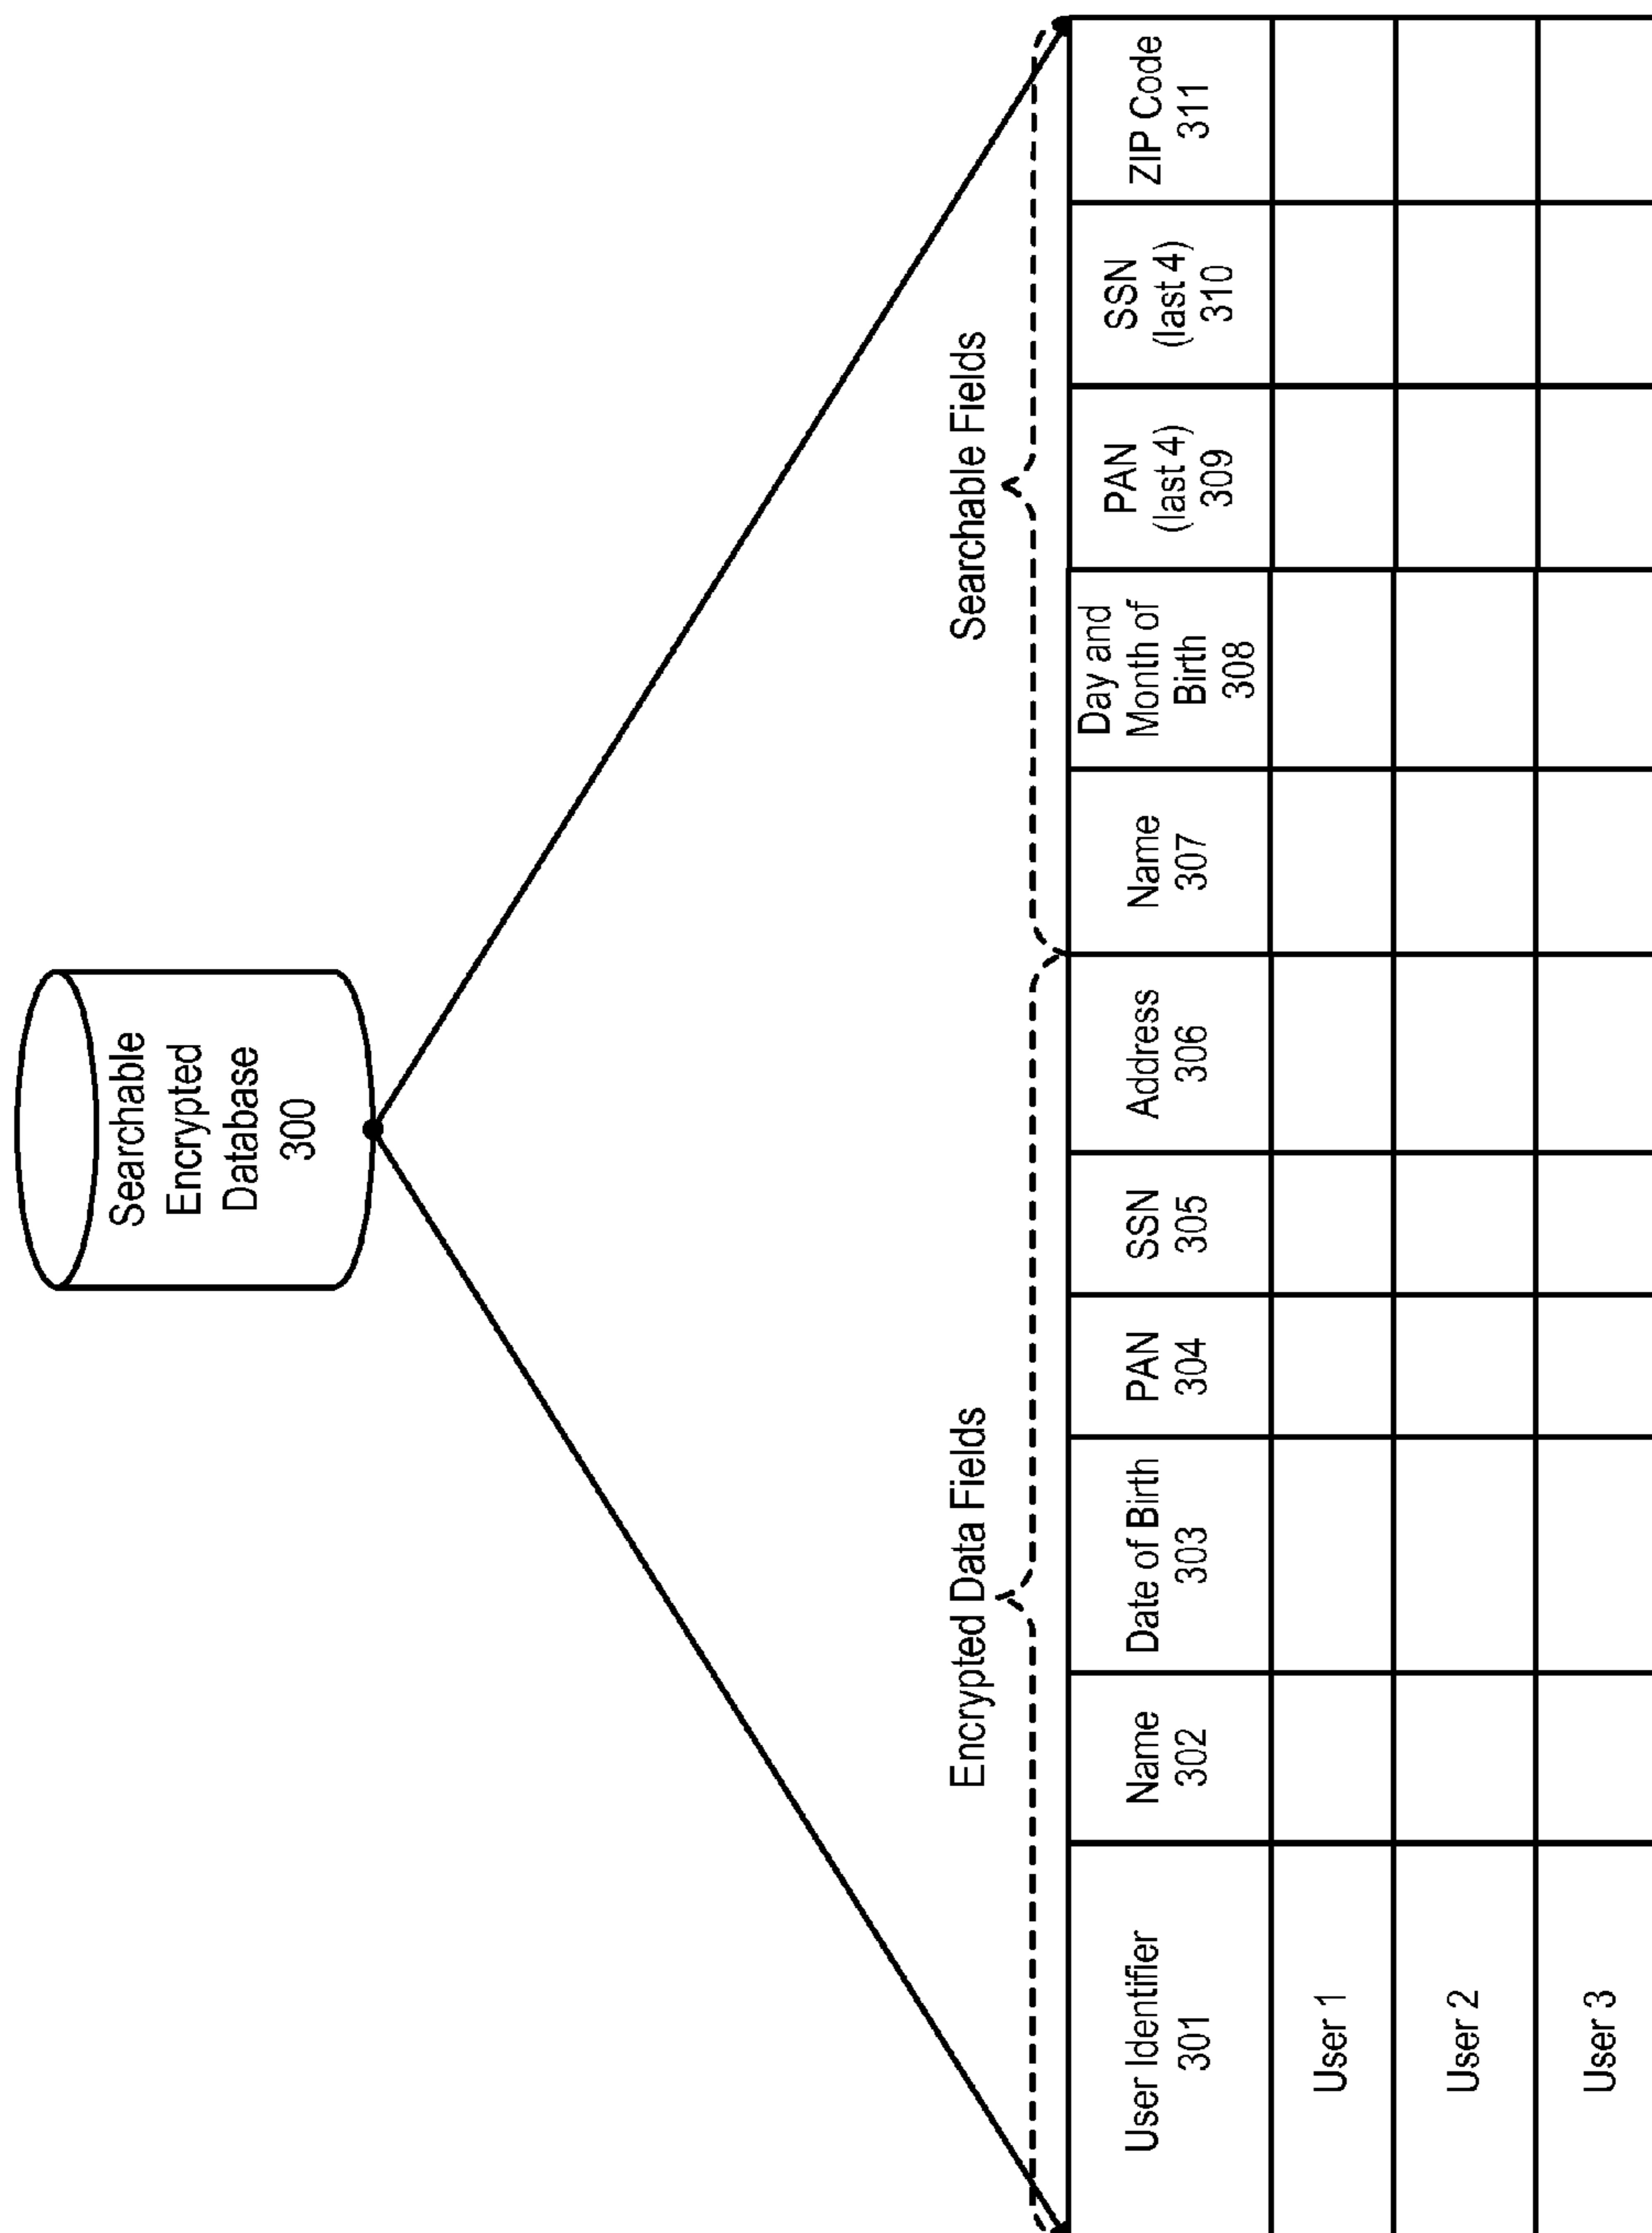 Searchable
Encrypted
Database
300
Encrypted Data Fields
Searchable Fields
User Identifier
301
Name
302
Date of Birth
303
PAN
304
SSN
305
Address
306
Name
307
Day and
Month of
Birth
308
PAN
(last 4)
309
SSN
(last 4)
310
ZIP Code
311
User 1
User 2
User 3